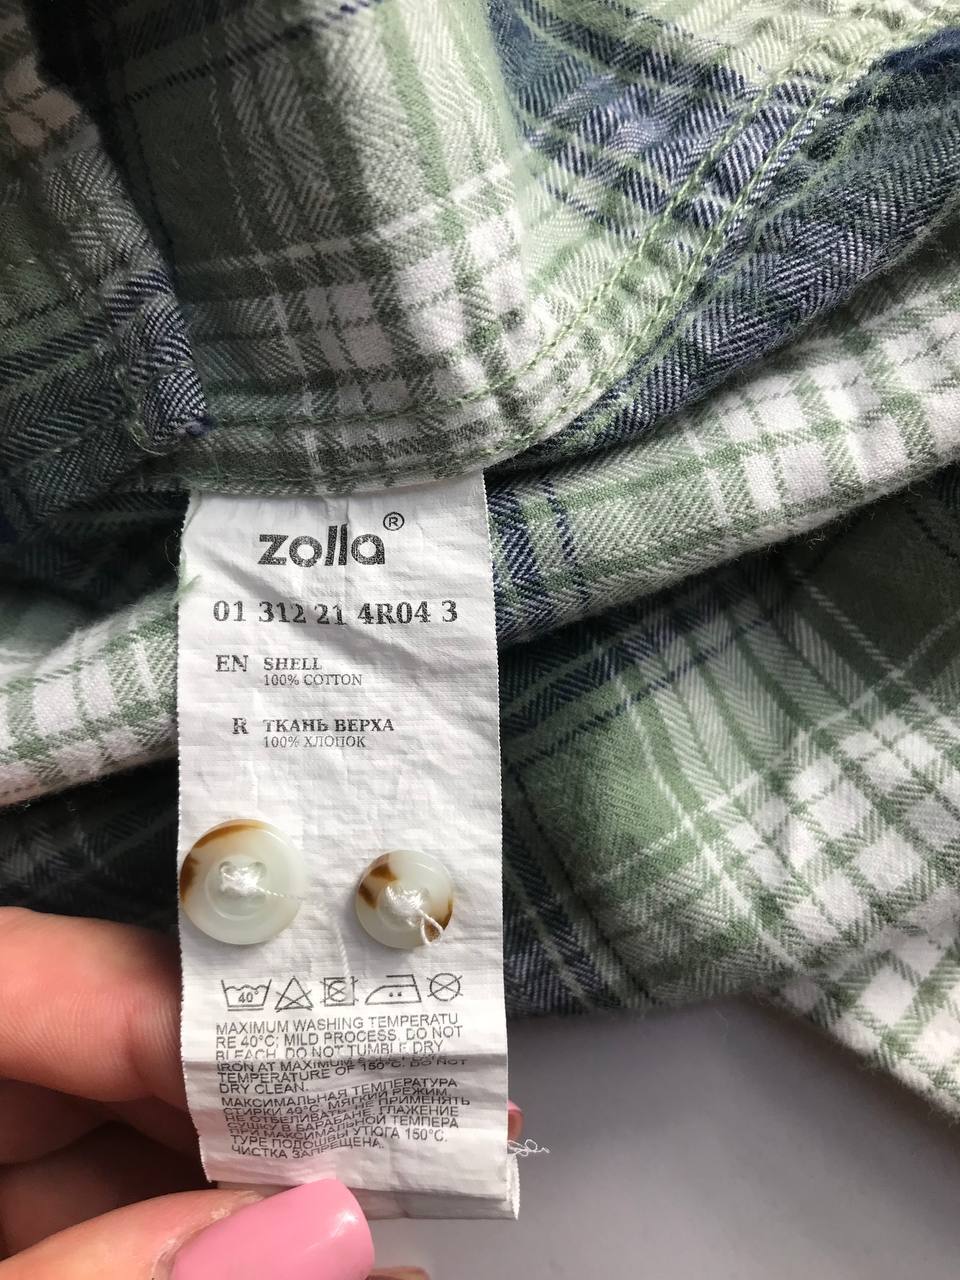 zolla®
01 312 21 4R04 3
EN SHELL
100% COTTON
R ТКАНЬ ВЕРХА
100% ХЛОПОК
40°
MAXIMUM WASHING TEMPERATU
RE 40°C; MILD PROCESS. DO NOT
BLEACH. DO NOT TUMBLE DRY
IRON AT MAXIMUM
TEMPERATURE OF 150°C. DO NOT
DRY CLEAN.
МАКСИМАЛЬНАЯ ТЕМПЕРАТУРА
СТИРКИ 40°C. МЯГКИЙ РЕЖИМ.
НЕ ОТБЕЛИВАТЬ. НЕ ПРИМЕНЯТЬ
СУШКУ В БАРАБАНЕ. ГЛАЖЕНИЕ
МАКСИМАЛЬНОЙ ТЕМПЕРА
ТУРЕ ПОДОШВЫ УТЮГА 150°C.
ЧИСТКА ЗАПРЕЩЕНА.